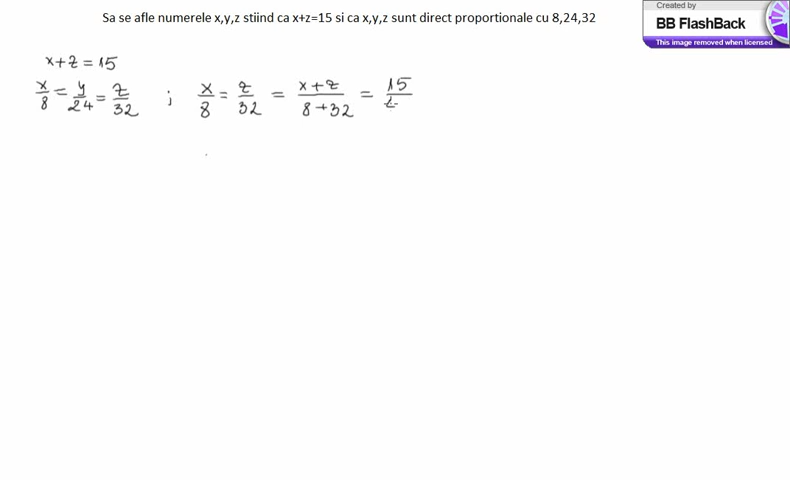 Sa se afle numerele x,y,z stiind ca x+z=15 si ca x,y,z sunt direct proportionale cu 8,24,32
Created by
BB FlashBack
This image removed when licensed
x+z=15
x/8 = y/24 = z/32 ; x/8 = z/32 = x+z/8+32 = 15/